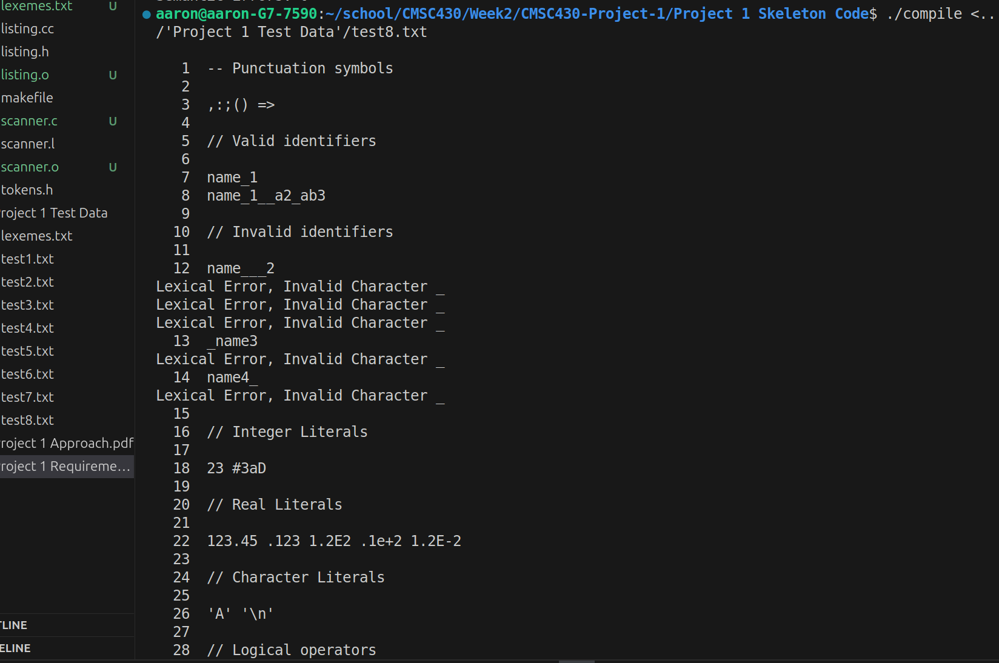 lexemes.txt U
listing.cc
listing.h
listing.o U
makefile
scanner.c U
scanner.l
scanner.o U
tokens.h
roject 1 Test Data
lexemes.txt
test1.txt
test2.txt
test3.txt
test4.txt
test5.txt
test6.txt
test7.txt
test8.txt
roject 1 Approach.pdf
roject 1 Requireme...
TLINE
ELINE
aaron@aaron-G7-7590:~/school/CMSC430/Week2/CMSC430-Project-1/Project 1 Skeleton Code$ ./compile <..
/'Project 1 Test Data'/test8.txt
1 -- Punctuation symbols
2
3 ,:;() =>
4
5 // Valid identifiers
6
7 name_1
8 name_1__a2_ab3
9
10 // Invalid identifiers
11
12 name___2
Lexical Error, Invalid Character _
Lexical Error, Invalid Character _
Lexical Error, Invalid Character _
13 _name3
Lexical Error, Invalid Character _
14 name4_
Lexical Error, Invalid Character _
15
16 // Integer Literals
17
18 23 #3aD
19
20 // Real Literals
21
22 123.45 .123 1.2E2 .1e+2 1.2E-2
23
24 // Character Literals
25
26 'A' '\n'
27
28 // Logical operators